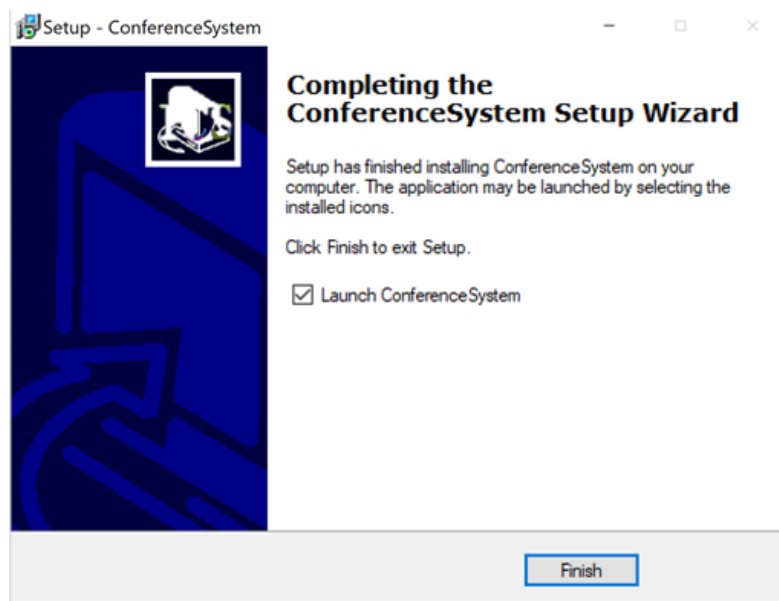 Setup - ConferenceSystem
Completing the
ConferenceSystem Setup Wizard
Setup has finished installing ConferenceSystem on your
computer. The application may be launched by selecting the
installed icons.
Click Finish to exit Setup.
Launch ConferenceSystem
Finish